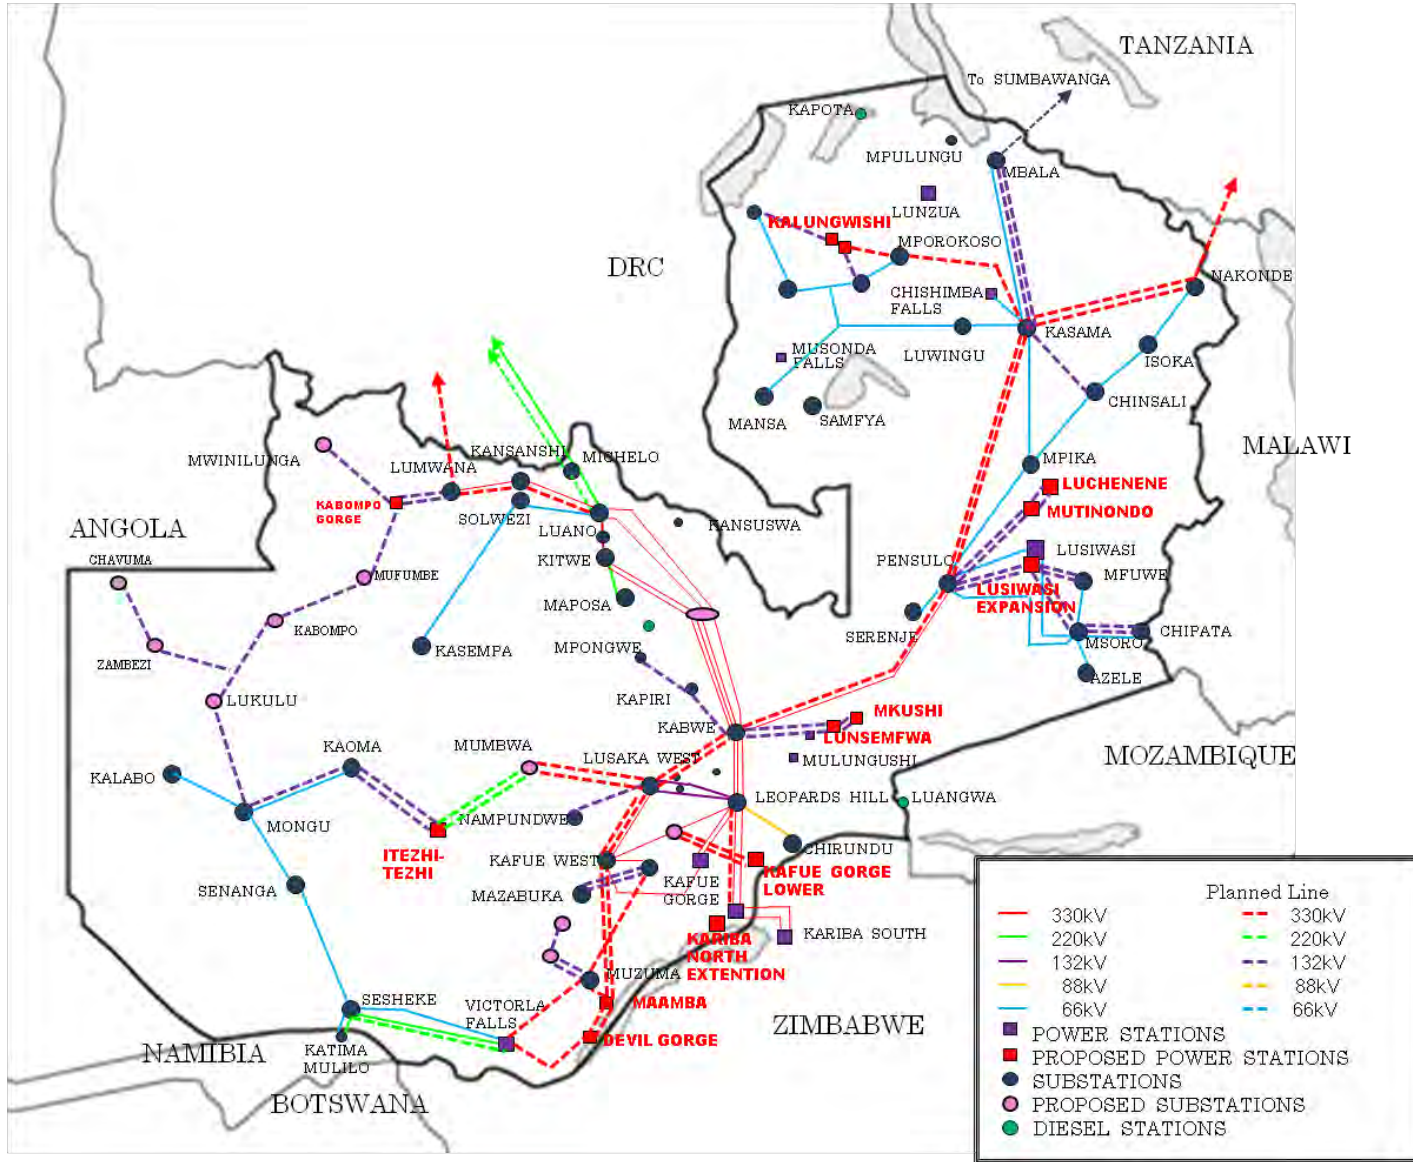 TANZANIA
To SUMBAWANGA
KAPOTA
MPULUNGU
MBALA
LUNZUA
KALUNGWISHI
MPOROKOSO
DRC
NAKONDE
CHISHIMBA
FALLS
KASAMA
ISOKA
MUSONDA
FALLS
LUWINGU
CHINSALI
MANSA
SAMFYA
MALAWI
KANSANSHI
MICHELO
MWINILUNGA
LUMWANA
MPIKA
LUCHENENE
KABOMPO
GORGE
MUTINONDO
SOLWEZI
LUANO
KANSUSWA
ANGOLA
CHAVUMA
KITWE
PENSULO
LUSIWASI
MUFUMBE
MFUWE
LUSIWASI
EXPANSION
MAPOSA
SERENJE
KABOMPO
CHIPATA
KASEMPA
MPONGWE
MSORO
ZAMBEZI
AZELE
LUKULU
KAPIRI
MKUSHI
KABWE
LUNSEMFWA
KAOMA
MUMBWA
LUSAKA WEST
MULUNGUSHI
MOZAMBIQUE
KALABO
LEOPARDS HILL
LUANGWA
MONGU
NAMPUNDWE
ITEZHI-
TEZHI
KAFUE WEST
CHIRUNDU
KAFUE GORGE
LOWER
SENANGA
MAZABUKA
KAFUE
GORGE
KARIBA SOUTH
KARIBA
NORTH
EXTENTION
MUZUMA
SESHEKE
VICTORLA
FALLS
MAAMBA
ZIMBABWE
DEVIL GORGE
NAMIBIA
KATIMA
MULILO
BOTSWANA
Planned Line
330kV 330kV
220kV 220kV
132kV 132kV
88kV 88kV
66kV 66kV
POWER STATIONS
PROPOSED POWER STATIONS
SUBSTATIONS
PROPOSED SUBSTATIONS
DIESEL STATIONS